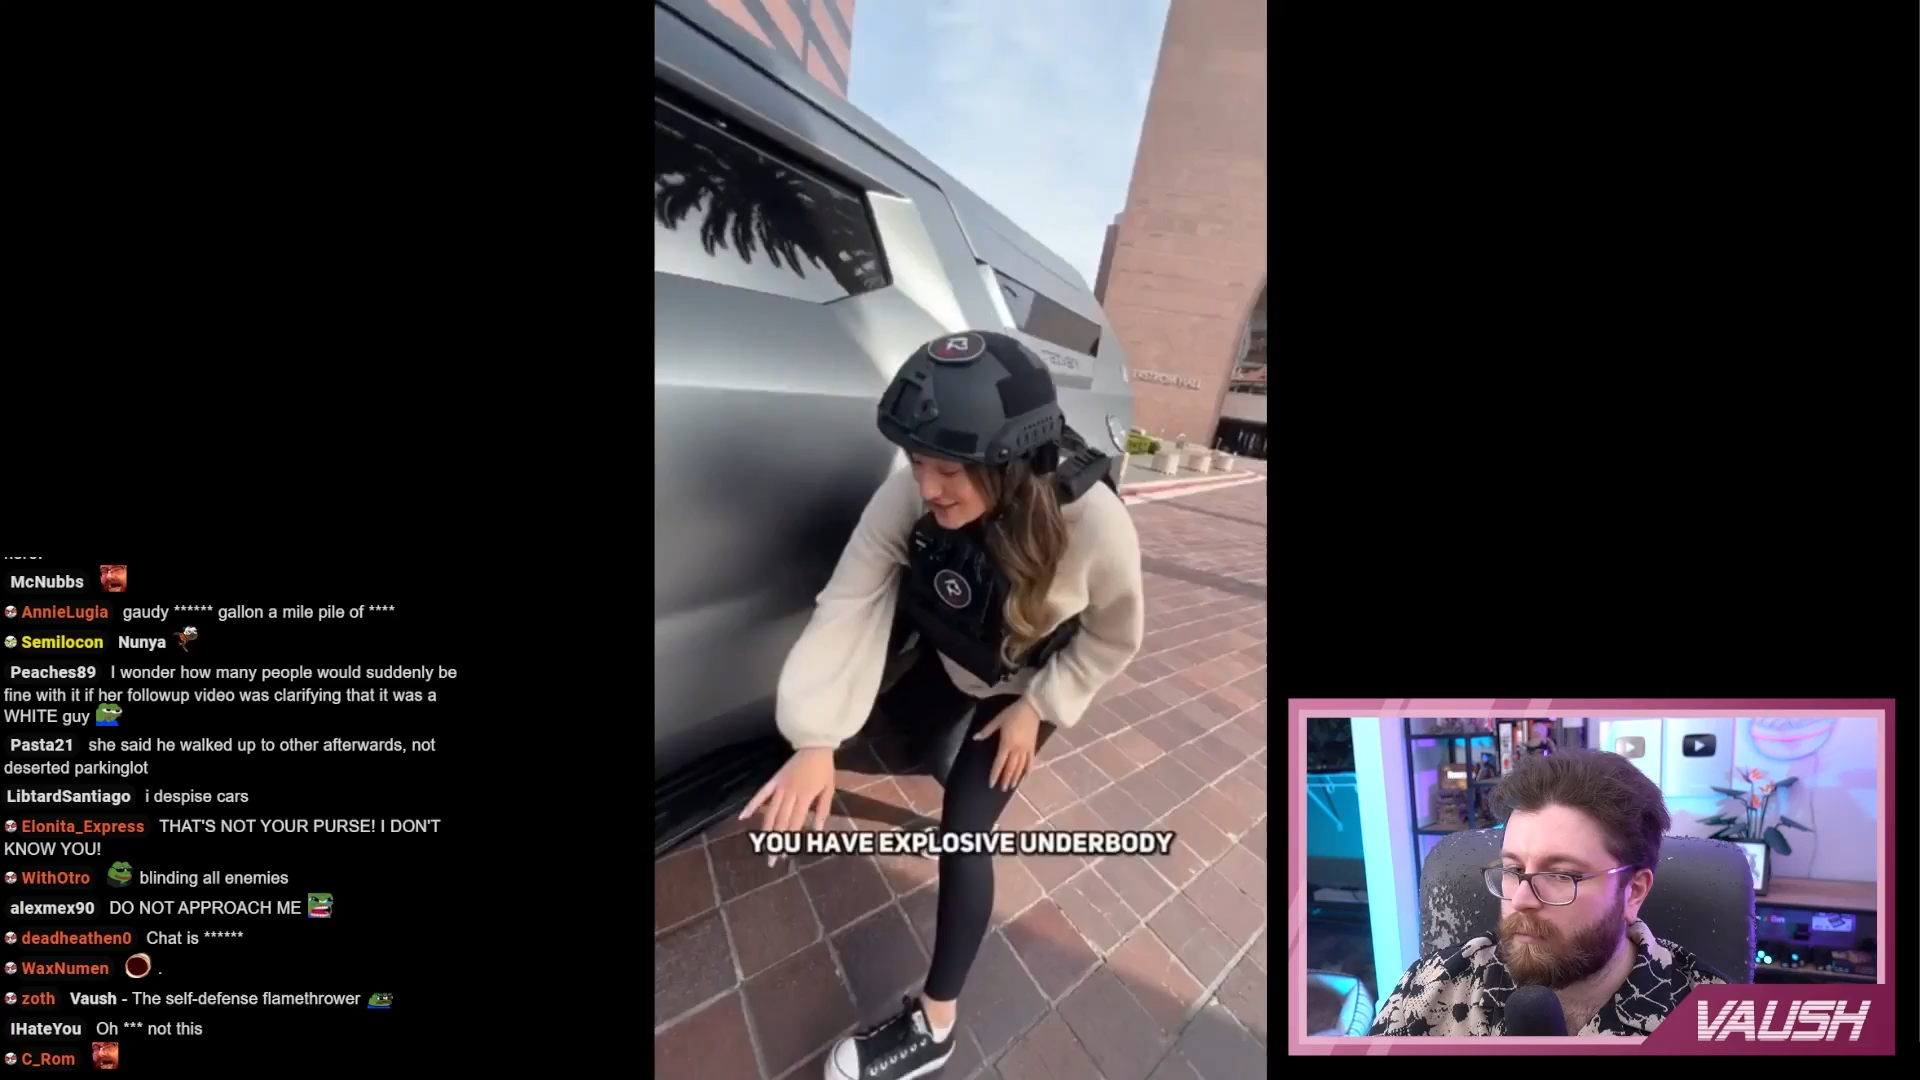 McNubbs
AnnieLugia gaudy ****** gallon a mile pile of ****
Semilocon Nunya
Peaches89 I wonder how many people would suddenly be
fine with it if her followup video was clarifying that it was a
WHITE guy
Pasta21 she said he walked up to other afterwards, not
deserted parkinglot
LibtardSantiago i despise cars
Elonita_Express THAT'S NOT YOUR PURSE! I DON'T
KNOW YOU!
WithOtro blinding all enemies
alexmex90 DO NOT APPROACH ME
deadheathen0 Chat is ******
WaxNumen .
zoth Vaush - The self-defense flamethrower
IHateYou Oh *** not this
C_Rom
YOU HAVE EXPLOSIVE UNDERBODY
VAUSH